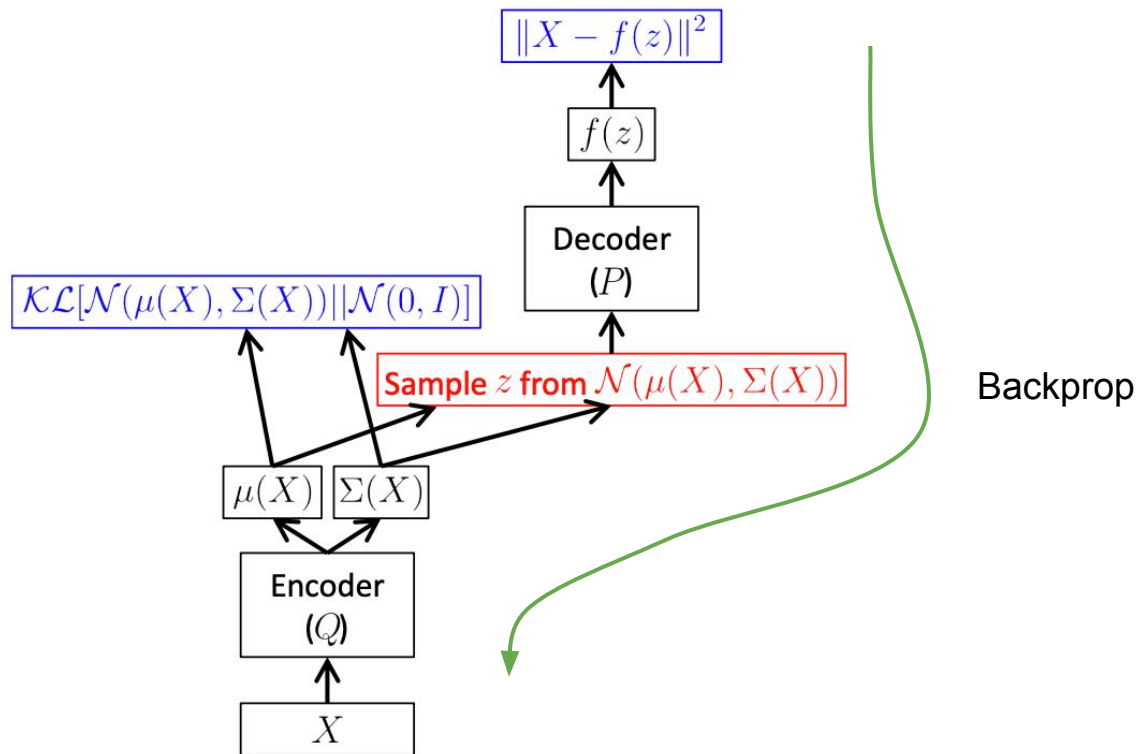 ‖X − f(z)‖²
f(z)
Decoder
(P)
𝒦ℒ[𝒩(μ(X), Σ(X))||𝒩(0, I)]
Sample z from 𝒩(μ(X), Σ(X))
Backprop
μ(X) Σ(X)
Encoder
(Q)
X